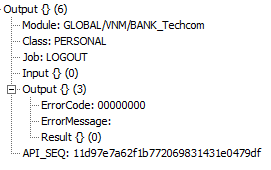 Output {} (6)
Module: GLOBAL/VNM/BANK_Techcom
Class: PERSONAL
Job: LOGOUT
Input {} (0)
Output {} (3)
ErrorCode: 00000000
ErrorMessage:
Result {} (0)
API_SEQ: 11d97e7a62f1b772069831431e0479df